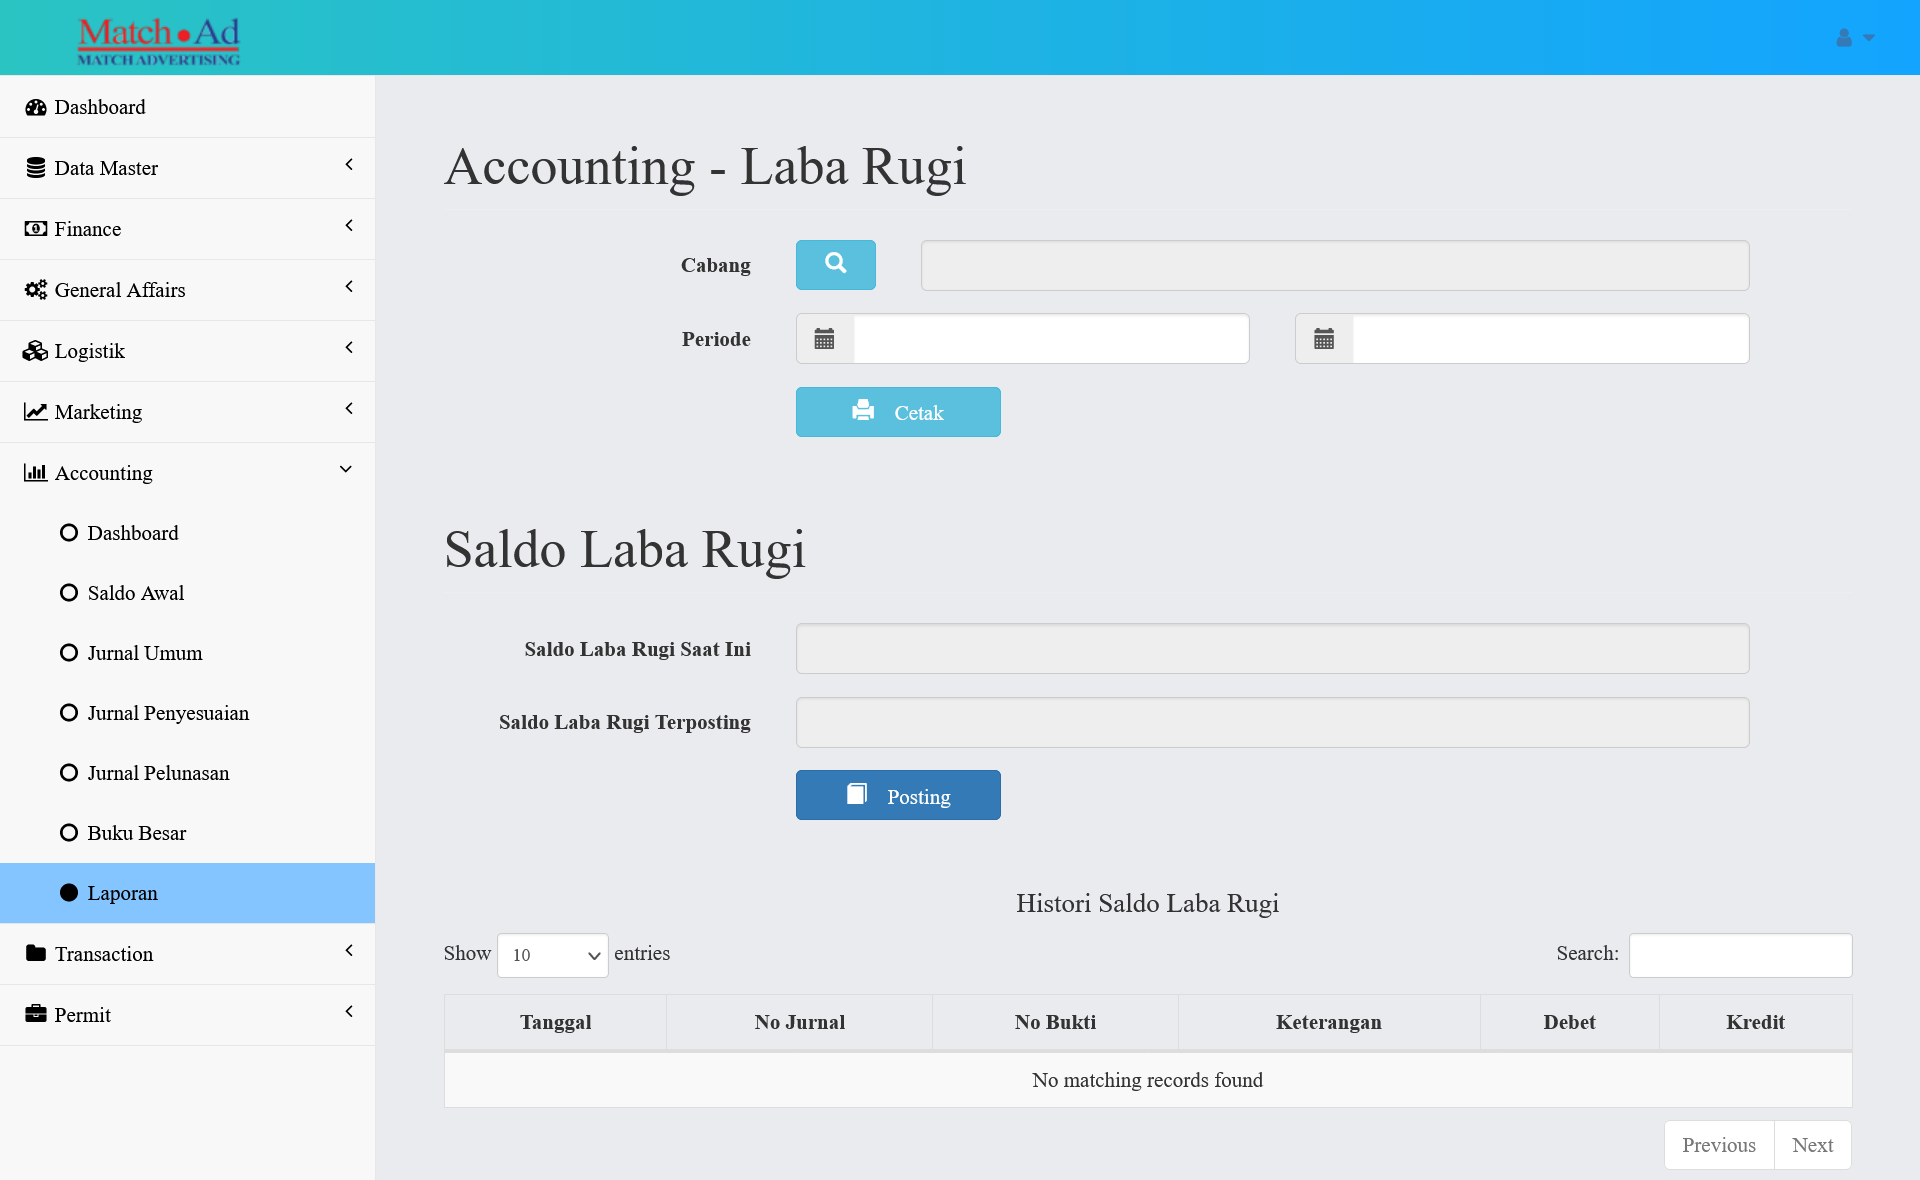 Match Ad
MATCH ADVERTISING
Dashboard
Data Master
Finance
General Affairs
Logistik
Marketing
Accounting
Dashboard
Saldo Awal
Jurnal Umum
Jurnal Penyesuaian
Jurnal Pelunasan
Buku Besar
Laporan
Transaction
Permit
Accounting - Laba Rugi
Cabang
Periode
Cetak
Saldo Laba Rugi
Saldo Laba Rugi Saat Ini
Saldo Laba Rugi Terposting
Posting
Histori Saldo Laba Rugi
Show 10 entries Search:
Tanggal No Jurnal No Bukti Keterangan Debet Kredit
No matching records found
Previous Next